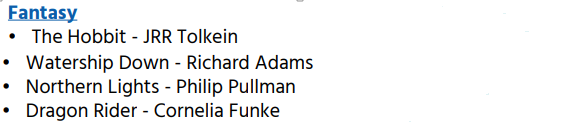 Fantasy
• The Hobbit - JRR Tolkein
• Watership Down - Richard Adams
• Northern Lights - Philip Pullman
• Dragon Rider - Cornelia Funke